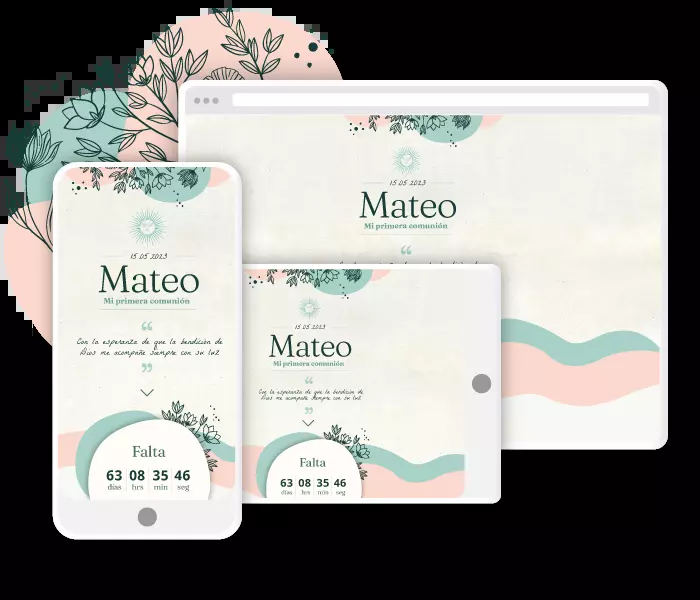 15 05 2023
Mateo
Mi primera comunión
“
15 05 2023
Mateo
Mi primera comunión
“
Con la esperanza de que la bendición de
Dios me acompañe siempre con su luz
”
Falta
63 08 35 46
días hrs min seg
15 05 2023
Mateo
Mi primera comunión
“
Con la esperanza de que la bendición de
Dios me acompañe siempre con su luz
”
Falta
63 08 35 46
días hrs min seg